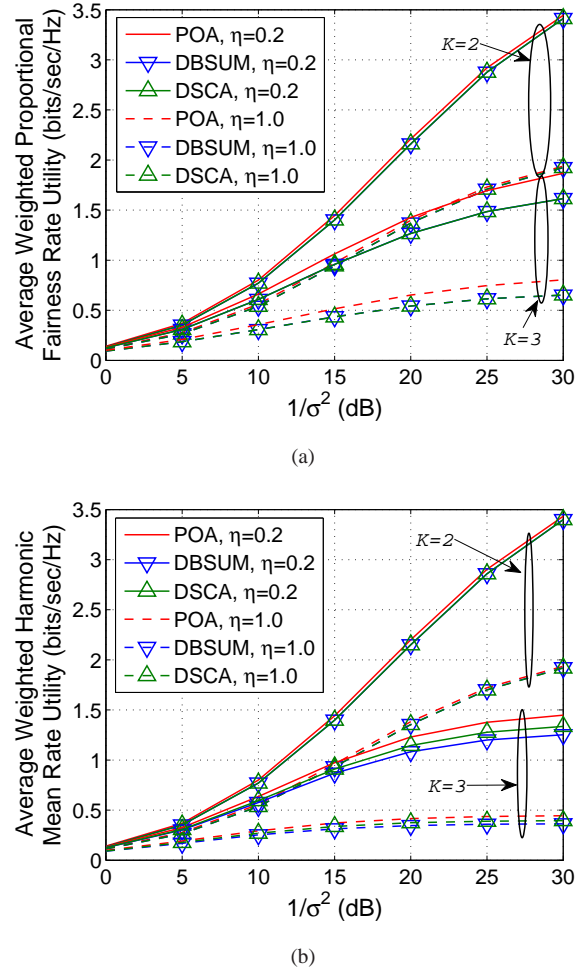 3.5
3
2.5
2
1.5
1
0.5
0
0
5
10
15
20
25
30
Average Weighted Proportional
Fairness Rate Utility (bits/sec/Hz)
1/σ² (dB)
POA, η=0.2
DBSUM, η=0.2
DSCA, η=0.2
POA, η=1.0
DBSUM, η=1.0
DSCA, η=1.0
K=2
K=3
(a)
3.5
3
2.5
2
1.5
1
0.5
0
0
5
10
15
20
25
30
Average Weighted Harmonic
Mean Rate Utility (bits/sec/Hz)
1/σ² (dB)
POA, η=0.2
DBSUM, η=0.2
DSCA, η=0.2
POA, η=1.0
DBSUM, η=1.0
DSCA, η=1.0
K=2
K=3
(b)